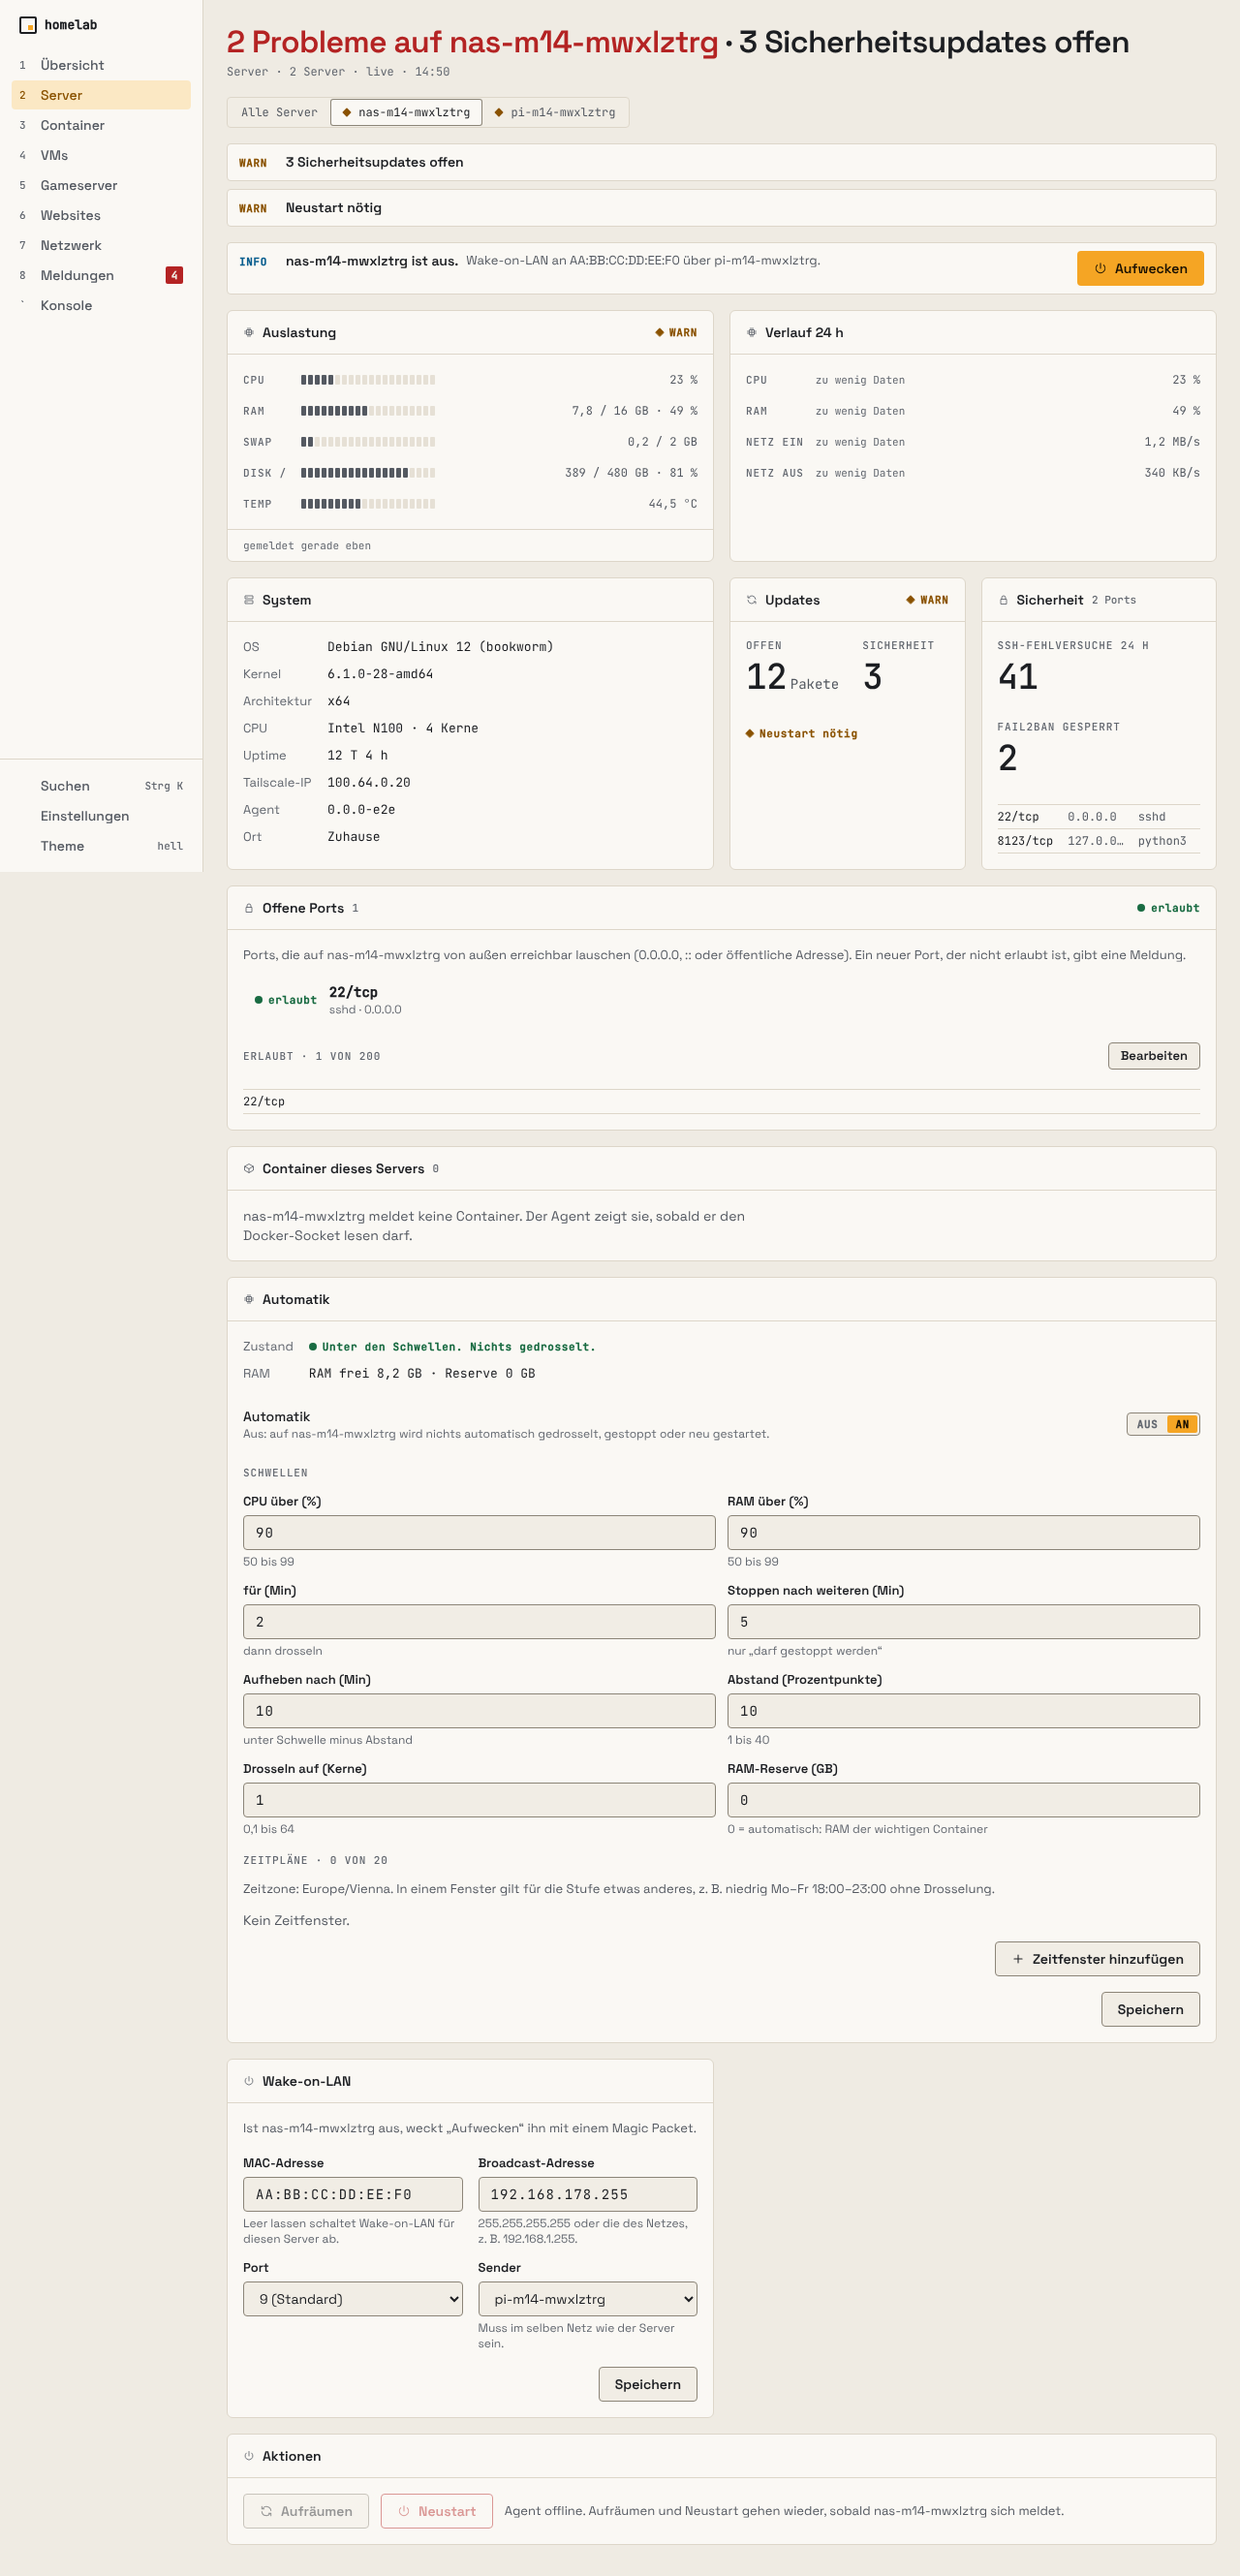 homelab
1 Übersicht
2 Server
3 Container
4 VMs
5 Gameserver
6 Websites
7 Netzwerk
8 Meldungen 4
` Konsole
Suchen Strg K
Einstellungen
Theme hell
2 Probleme auf nas-m14-mwxlztrg · 3 Sicherheitsupdates offen
Server · 2 Server · live · 14:50
Alle Server nas-m14-mwxlztrg pi-m14-mwxlztrg
WARN 3 Sicherheitsupdates offen
WARN Neustart nötig
INFO nas-m14-mwxlztrg ist aus. Wake-on-LAN an AA:BB:CC:DD:EE:F0 über pi-m14-mwxlztrg. Aufwecken
Auslastung WARN
CPU 23 %
RAM 7,8 / 16 GB · 49 %
SWAP 0,2 / 2 GB
DISK / 389 / 480 GB · 81 %
TEMP 44,5 °C
gemeldet gerade eben
Verlauf 24 h
CPU zu wenig Daten 23 %
RAM zu wenig Daten 49 %
NETZ EIN zu wenig Daten 1,2 MB/s
NETZ AUS zu wenig Daten 340 KB/s
System
OS Debian GNU/Linux 12 (bookworm)
Kernel 6.1.0-28-amd64
Architektur x64
CPU Intel N100 · 4 Kerne
Uptime 12 T 4 h
Tailscale-IP 100.64.0.20
Agent 0.0.0-e2e
Ort Zuhause
Updates WARN
OFFEN SICHERHEIT
12 Pakete 3
Neustart nötig
Sicherheit 2 Ports
SSH-FEHLVERSUCHE 24 H
41
FAIL2BAN GESPERRT
2
22/tcp 0.0.0.0 sshd
8123/tcp 127.0.0… python3
Offene Ports 1 erlaubt
Ports, die auf nas-m14-mwxlztrg von außen erreichbar lauschen (0.0.0.0, :: oder öffentliche Adresse). Ein neuer Port, der nicht erlaubt ist, gibt eine Meldung.
erlaubt 22/tcp
sshd · 0.0.0.0
ERLAUBT · 1 VON 200 Bearbeiten
22/tcp
Container dieses Servers 0
nas-m14-mwxlztrg meldet keine Container. Der Agent zeigt sie, sobald er den
Docker-Socket lesen darf.
Automatik
Zustand Unter den Schwellen. Nichts gedrosselt.
RAM RAM frei 8,2 GB · Reserve 0 GB
Automatik AUS AN
Aus: auf nas-m14-mwxlztrg wird nichts automatisch gedrosselt, gestoppt oder neu gestartet.
SCHWELLEN
CPU über (%) RAM über (%)
90 90
50 bis 99 50 bis 99
für (Min) Stoppen nach weiteren (Min)
2 5
dann drosseln nur „darf gestoppt werden“
Aufheben nach (Min) Abstand (Prozentpunkte)
10 10
unter Schwelle minus Abstand 1 bis 40
Drosseln auf (Kerne) RAM-Reserve (GB)
1 0
0,1 bis 64 0 = automatisch: RAM der wichtigen Container
ZEITPLÄNE · 0 VON 20
Zeitzone: Europe/Vienna. In einem Fenster gilt für die Stufe etwas anderes, z. B. niedrig Mo–Fr 18:00–23:00 ohne Drosselung.
Kein Zeitfenster.
Zeitfenster hinzufügen
Speichern
Wake-on-LAN
Ist nas-m14-mwxlztrg aus, weckt „Aufwecken“ ihn mit einem Magic Packet.
MAC-Adresse Broadcast-Adresse
AA:BB:CC:DD:EE:F0 192.168.178.255
Leer lassen schaltet Wake-on-LAN für 255.255.255.255 oder die des Netzes,
diesen Server ab. z. B. 192.168.1.255.
Port Sender
9 (Standard) pi-m14-mwxlztrg
Muss im selben Netz wie der Server
sein.
Speichern
Aktionen
Aufräumen Neustart Agent offline. Aufräumen und Neustart gehen wieder, sobald nas-m14-mwxlztrg sich meldet.